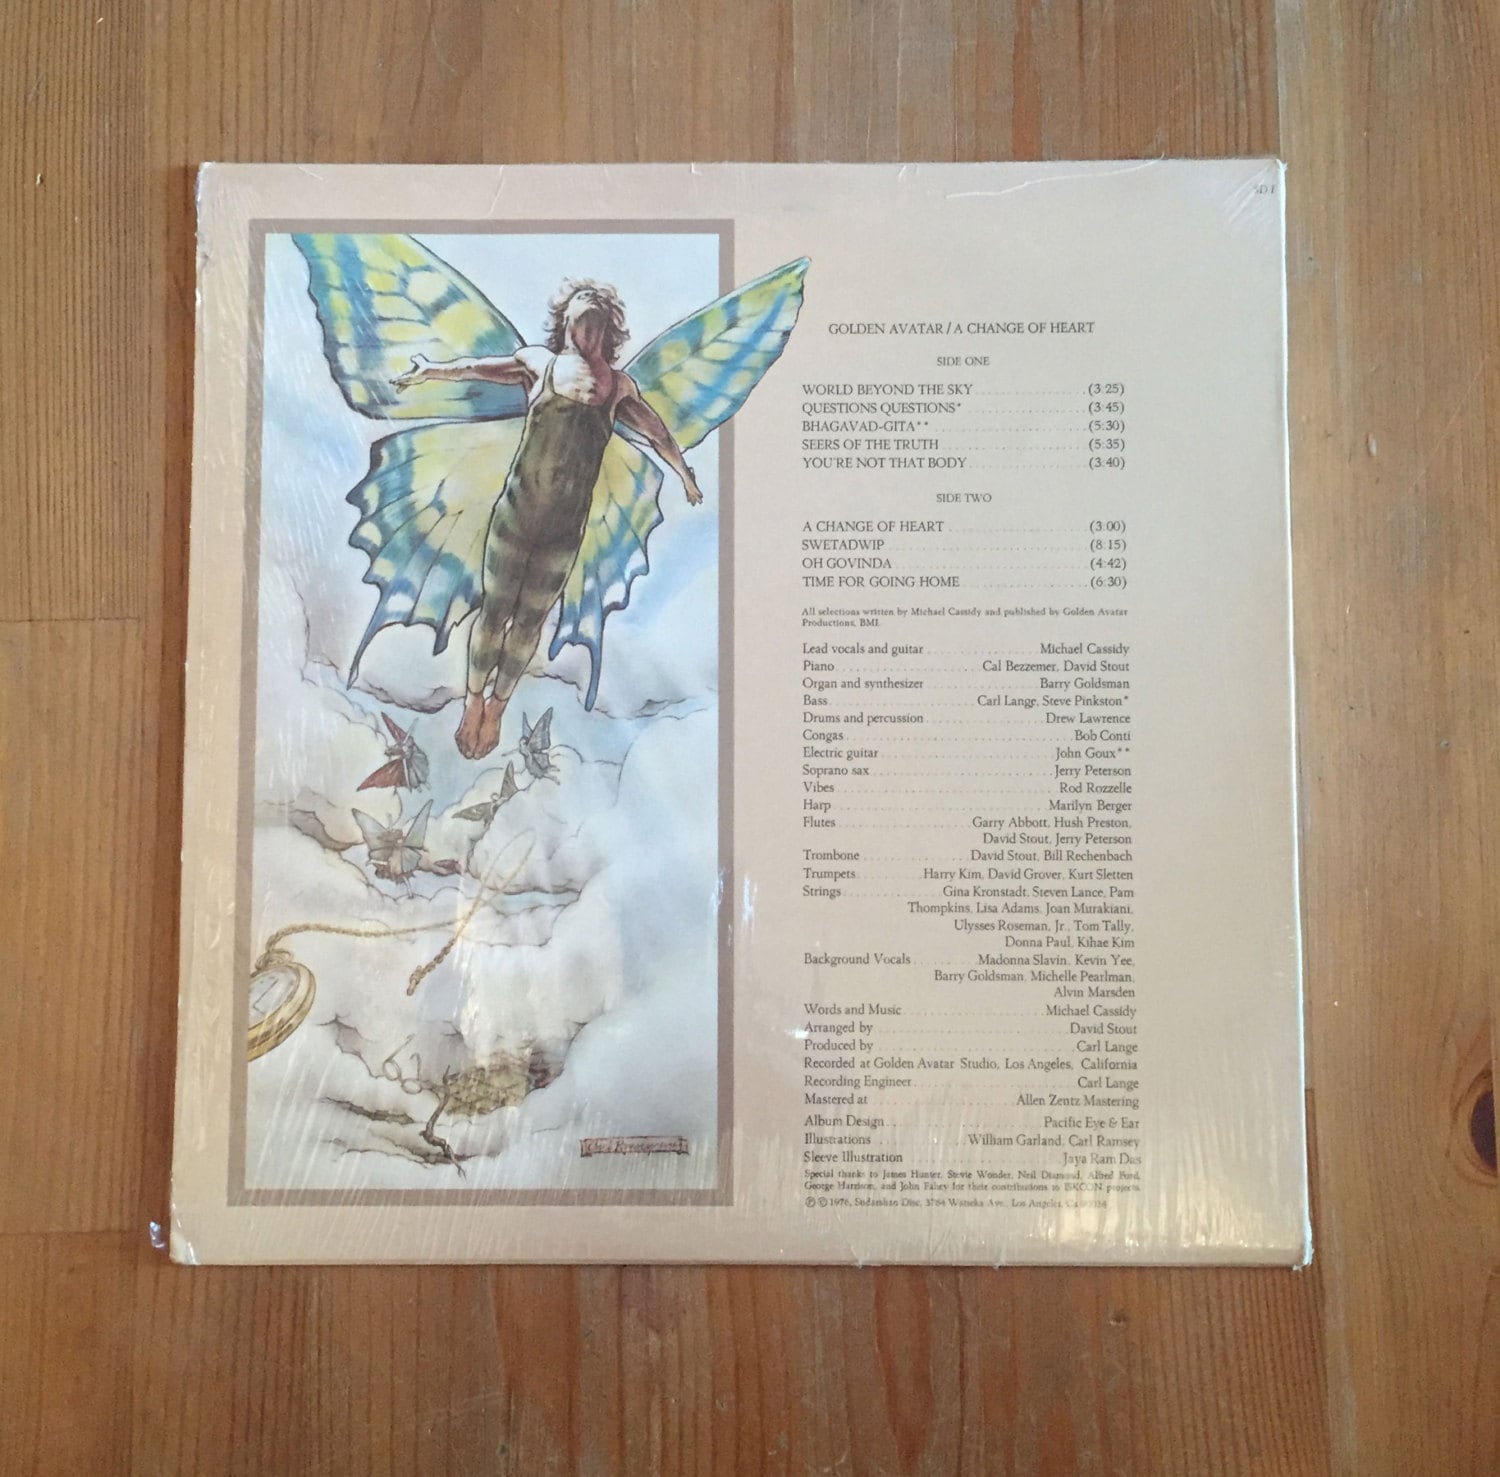 SD 1
GOLDEN AVATAR / A CHANGE OF HEART
SIDE ONE
WORLD BEYOND THE SKY (3:25)
QUESTIONS QUESTIONS* (3:45)
BHAGAVAD-GITA** (5:30)
SEERS OF THE TRUTH (5:35)
YOU'RE NOT THAT BODY (3:40)
SIDE TWO
A CHANGE OF HEART (3:00)
SWETADWIP (8:15)
OH GOVINDA (4:42)
TIME FOR GOING HOME (6:30)
All selections written by Michael Cassidy and published by Golden Avatar
Productions, BMI.
Lead vocals and guitar Michael Cassidy
Piano Cal Bezzemer, David Stout
Organ and synthesizer Barry Goldsman
Bass Carl Lange, Steve Pinkston*
Drums and percussion Drew Lawrence
Congas Bob Conti
Electric guitar John Goux**
Soprano sax Jerry Peterson
Vibes Rod Rozzelle
Harp Marilyn Berger
Flutes Garry Abbott, Hush Preston,
David Stout, Jerry Peterson
Trombone David Stout, Bill Rechenbach
Trumpets Harry Kim, David Grover, Kurt Sletten
Strings Gina Kronstadt, Steven Lance, Pam
Thompkins, Lisa Adams, Joan Murakiani,
Ulysses Roseman, Jr., Tom Tally,
Donna Paul, Kihae Kim
Background Vocals Madonna Slavin, Kevin Yee,
Barry Goldsman, Michelle Pearlman,
Alvin Marsden
Words and Music Michael Cassidy
Arranged by David Stout
Produced by Carl Lange
Recorded at Golden Avatar Studio, Los Angeles, California
Recording Engineer Carl Lange
Mastered at Allen Zentz Mastering
Album Design Pacific Eye & Ear
Illustrations William Garland, Carl Ramsey
Sleeve Illustration Jaya Ram Das
Special thanks to James Hunter, Stevie Wonder, Neil Diamond, Alfred Ford,
George Harrison, and John Fahey for their contributions to ISKCON projects.
℗ © 1976, Sudarshan Disc, 3764 Watseka Ave., Los Angeles, CA 90034